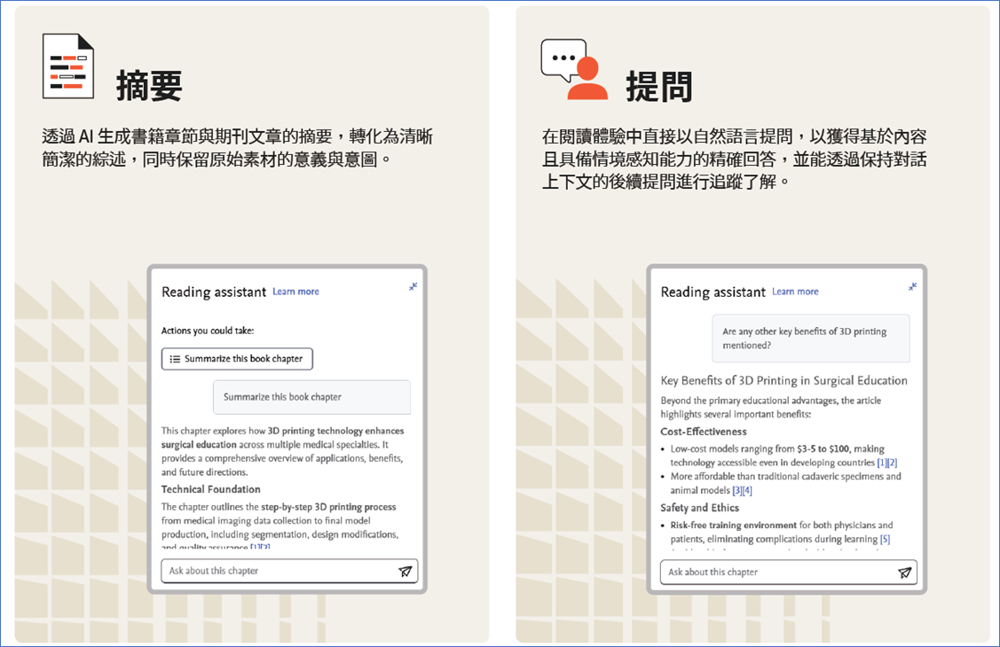 摘要
透過 AI 生成書籍章節與期刊文章的摘要，轉化為清晰
簡潔的綜述，同時保留原始素材的意義與意圖。
Reading assistant Learn more
Actions you could take:
Summarize this book chapter
Summarize this book chapter
This chapter explores how 3D printing technology enhances
surgical education across multiple medical specialties. It
provides a comprehensive overview of applications, benefits,
and future directions.
Technical Foundation
The chapter outlines the step-by-step 3D printing process
from medical imaging data collection to final model
production, including segmentation, design modifications,
and quality assurance [1][2]
Ask about this chapter
提問
在閱讀體驗中直接以自然語言提問，以獲得基於內容
且具備情境感知能力的精確回答，並能透過保持對話
上下文的後續提問進行追蹤了解。
Reading assistant Learn more
Are any other key benefits of 3D printing
mentioned?
Key Benefits of 3D Printing in Surgical Education
Beyond the primary educational advantages, the article
highlights several important benefits:
Cost-Effectiveness
• Low-cost models ranging from $3-5 to $100, making
technology accessible even in developing countries [1][2]
• More affordable than traditional cadaveric specimens and
animal models [3][4]
Safety and Ethics
• Risk-free training environment for both physicians and
patients, eliminating complications during learning [5]
Ask about this chapter